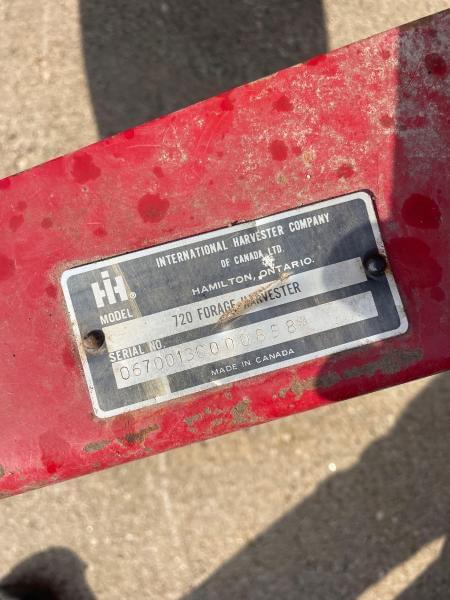 INTERNATIONAL HARVESTER COMPANY
OF CANADA LTD.
HAMILTON, ONTARIO.
IH®
MODEL
720 FORAGE HARVESTER
SERIAL NO.
MADE IN CANADA